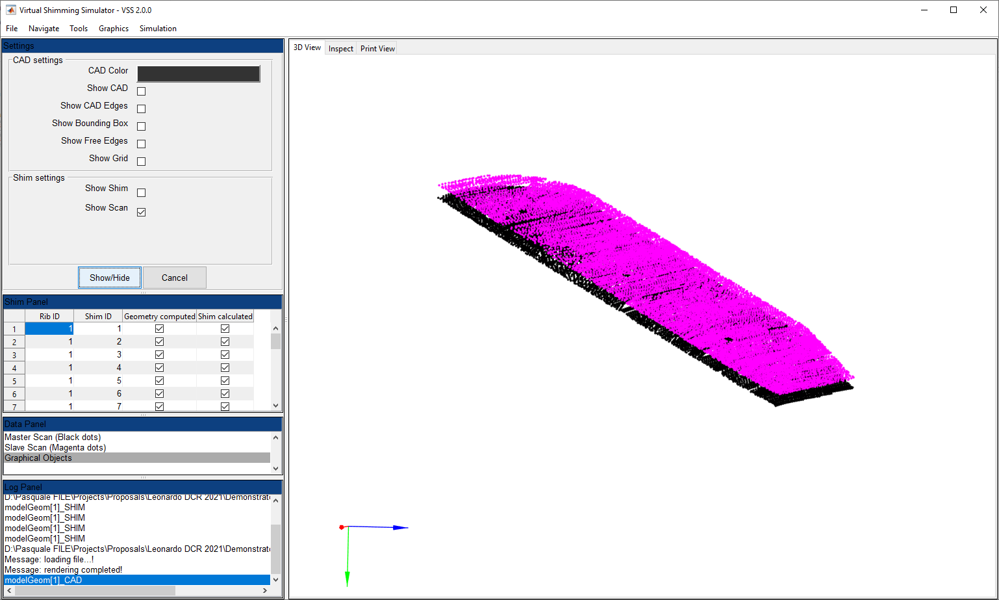 Virtual Shimming Simulator - VSS 2.0.0
File Navigate Tools Graphics Simulation
Settings
CAD settings
CAD Color
Show CAD
Show CAD Edges
Show Bounding Box
Show Free Edges
Show Grid
Shim settings
Show Shim
Show Scan
Show/Hide Cancel
Shim Panel
Rib ID Shim ID Geometry computed Shim calculated
1 1 1
2 1 2
3 1 3
4 1 4
5 1 5
6 1 6
7 1 7
Data Panel
Master Scan (Black dots)
Slave Scan (Magenta dots)
Graphical Objects
Log Panel
D:\Pasquale FILE\Projects\Proposals\Leonardo DCR 2021\Demonstrat
modelGeom[1]_SHIM
modelGeom[1]_SHIM
modelGeom[1]_SHIM
modelGeom[1]_SHIM
D:\Pasquale FILE\Projects\Proposals\Leonardo DCR 2021\Demonstrat
Message: loading file...!
Message: rendering completed!
modelGeom[1]_CAD
3D View Inspect Print View